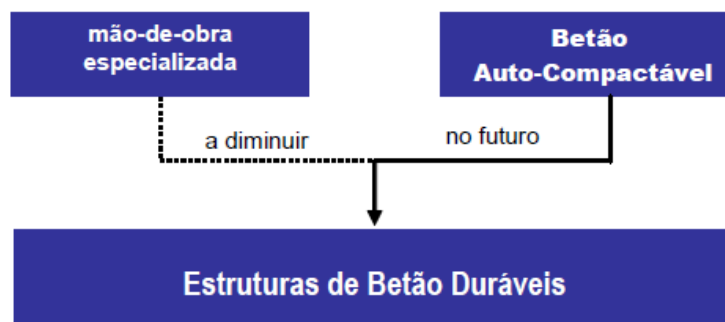 mão-de-obra
especializada
Betão
Auto-Compactável
a diminuir
no futuro
Estruturas de Betão Duráveis